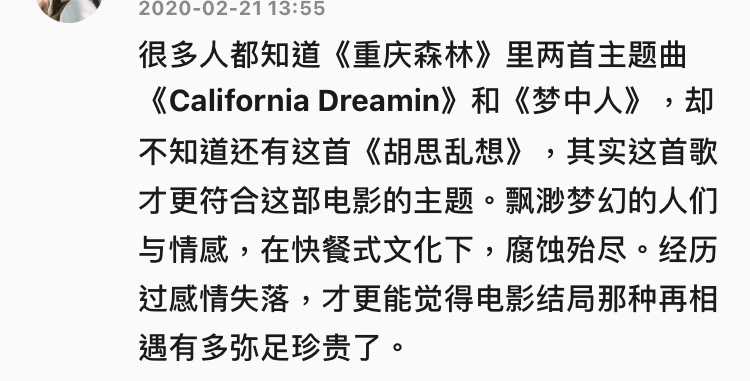 2020-02-21 13:55
很多人都知道《重庆森林》里两首主题曲
《California Dreamin》和《梦中人》，却
不知道还有这首《胡思乱想》，其实这首歌
才更符合这部电影的主题。飘渺梦幻的人们
与情感，在快餐式文化下，腐蚀殆尽。经历
过感情失落，才更能觉得电影结局那种再相
遇有多弥足珍贵了。